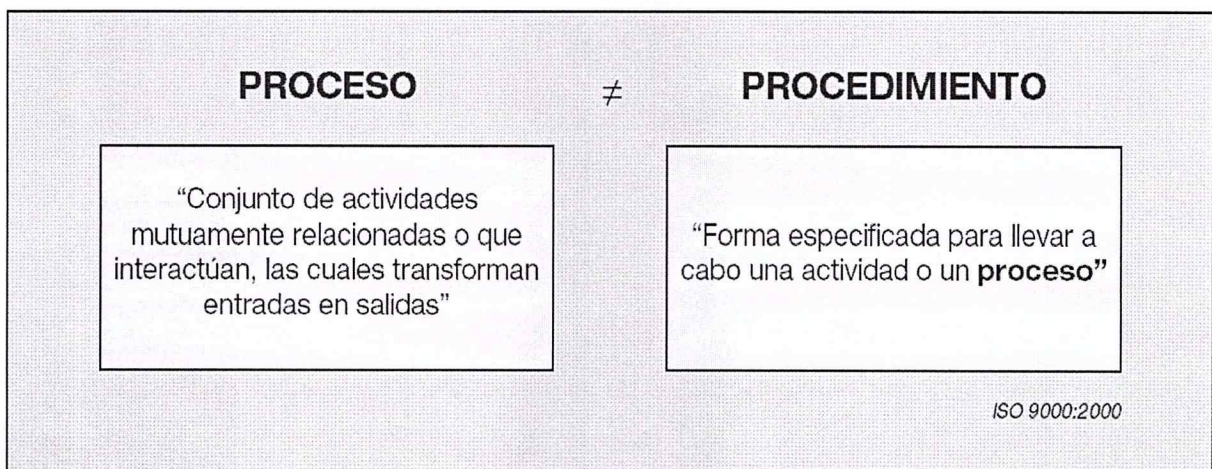 PROCESO ≠ PROCEDIMIENTO
“Conjunto de actividades
mutuamente relacionadas o que
interactúan, las cuales transforman
entradas en salidas”
“Forma especificada para llevar a
cabo una actividad o un proceso”
ISO 9000:2000